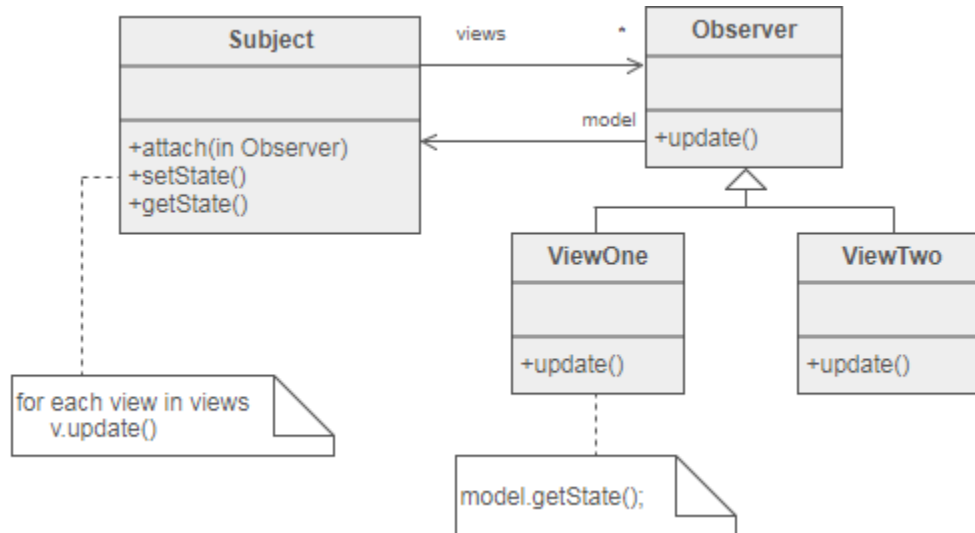 Subject
views
*
Observer
model
+attach(in Observer)
+setState()
+getState()
+update()
ViewOne
ViewTwo
+update()
+update()
for each view in views
v.update()
model.getState();